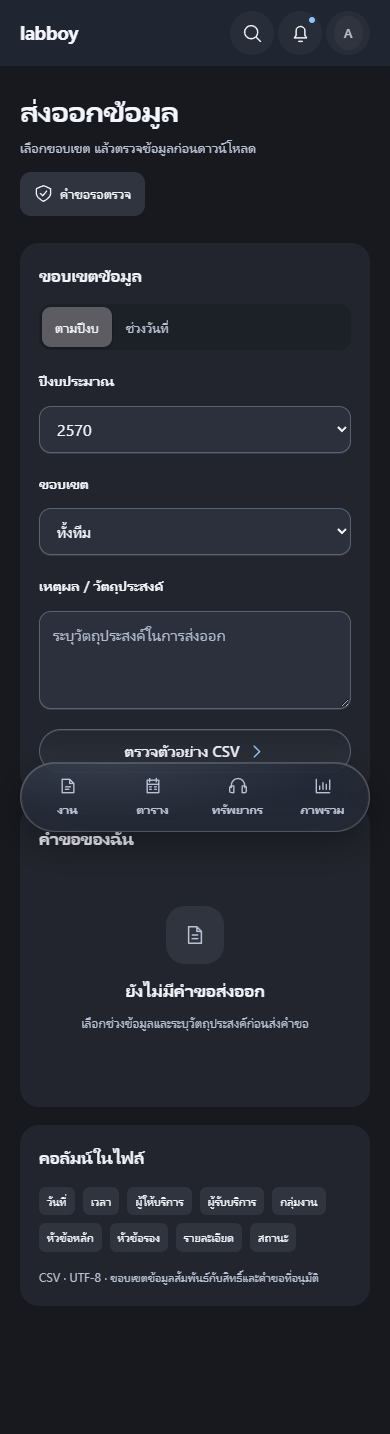 labboy
A
ส่งออกข้อมูล
เลือกขอบเขต แล้วตรวจข้อมูลก่อนดาวน์โหลด
คำขอรอตรวจ
ขอบเขตข้อมูล
ตามปีงบ ช่วงวันที่
ปีงบประมาณ
2570
ขอบเขต
ทั้งทีม
เหตุผล / วัตถุประสงค์
ระบุวัตถุประสงค์ในการส่งออก
ตรวจตัวอย่าง CSV
งาน ตาราง ทรัพยากร ภาพรวม
คำขอของฉัน
ยังไม่มีคำขอส่งออก
เลือกช่วงข้อมูลและระบุวัตถุประสงค์ก่อนส่งคำขอ
คอลัมน์ในไฟล์
วันที่ เวลา ผู้ให้บริการ ผู้รับบริการ กลุ่มงาน
หัวข้อหลัก หัวข้อรอง รายละเอียด สถานะ
CSV · UTF-8 · ขอบเขตข้อมูลสัมพันธ์กับสิทธิ์และคำขอที่อนุมัติ